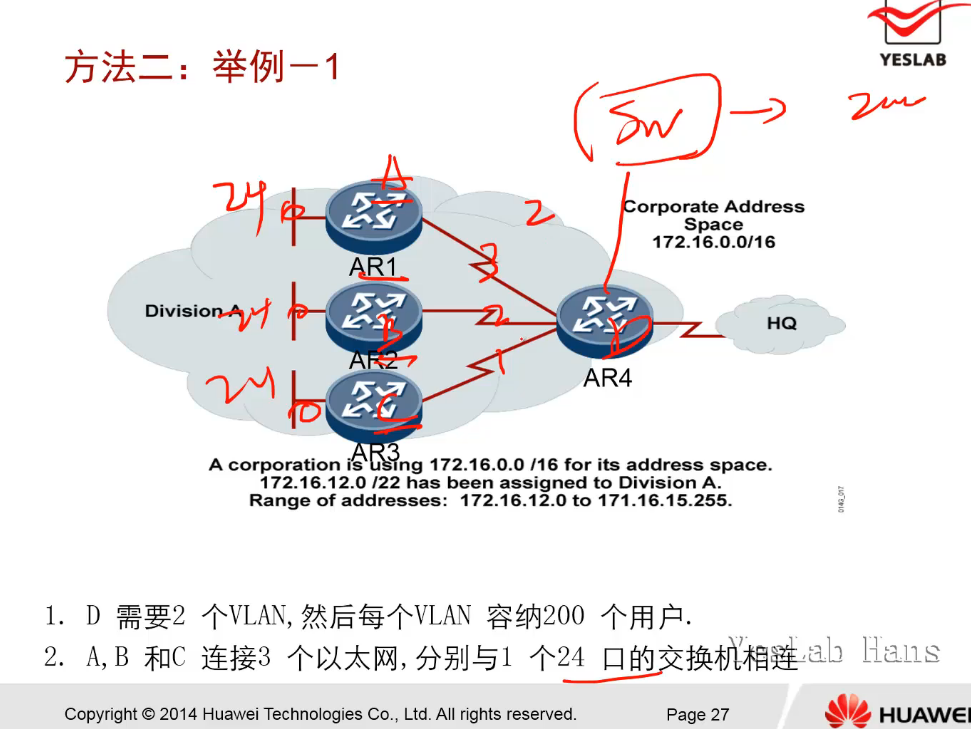 方法二：举例－1
YESLAB
SW
2
A
24
Corporate Address
Space
172.16.0.0/16
3
AR1
Division A
24
B
2
D
HQ
AR2
1
AR4
24
C
AR3
A corporation is using 172.16.0.0 /16 for its address space.
172.16.12.0 /22 has been assigned to Division A.
Range of addresses: 172.16.12.0 to 171.16.15.255.
014G_017
1. D 需要2 个VLAN,然后每个VLAN 容纳200 个用户.
2. A,B 和C 连接3 个以太网,分别与1 个24 口的交换机相连
YesLab Hans
Copyright © 2014 Huawei Technologies Co., Ltd. All rights reserved.
Page 27
HUAWEI